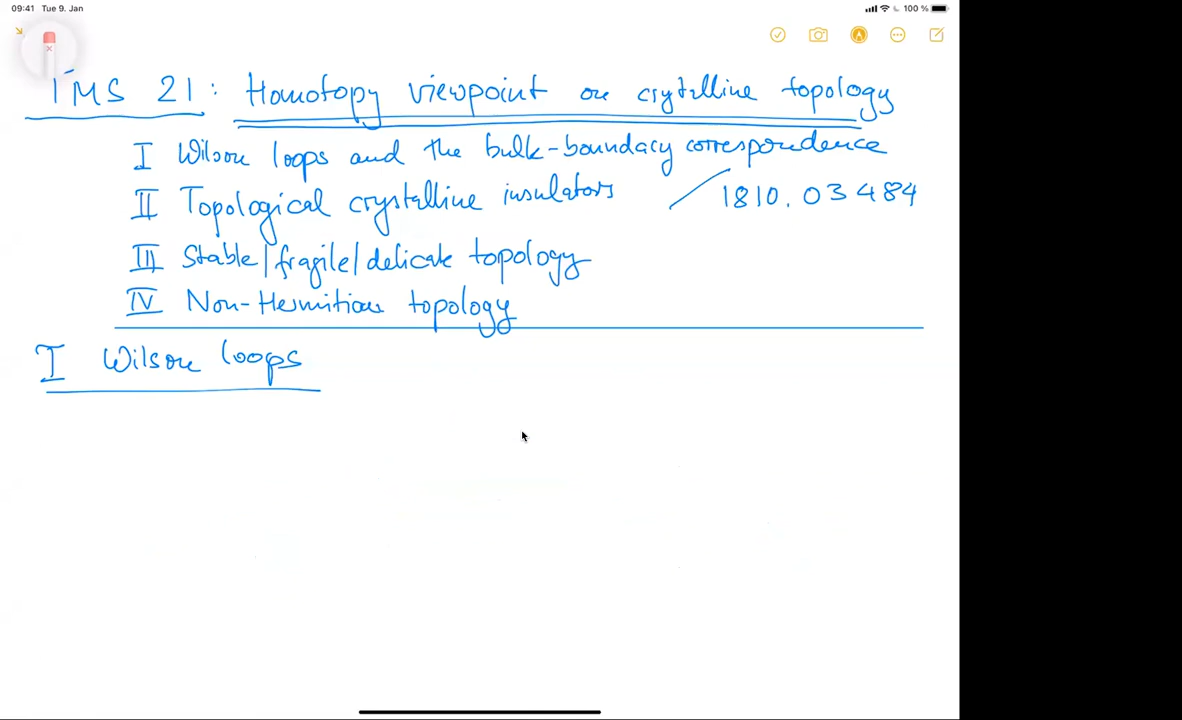 09:41 Tue 9. Jan 100 %
TMS 21: Homotopy viewpoint on crytalline topology
I Wilson loops and the bulk-boundary correspondence
II Topological crystalline insulators 1810.03484
III Stable/fragile/delicate topology
IV Non-Hermitian topology
I Wilson loops